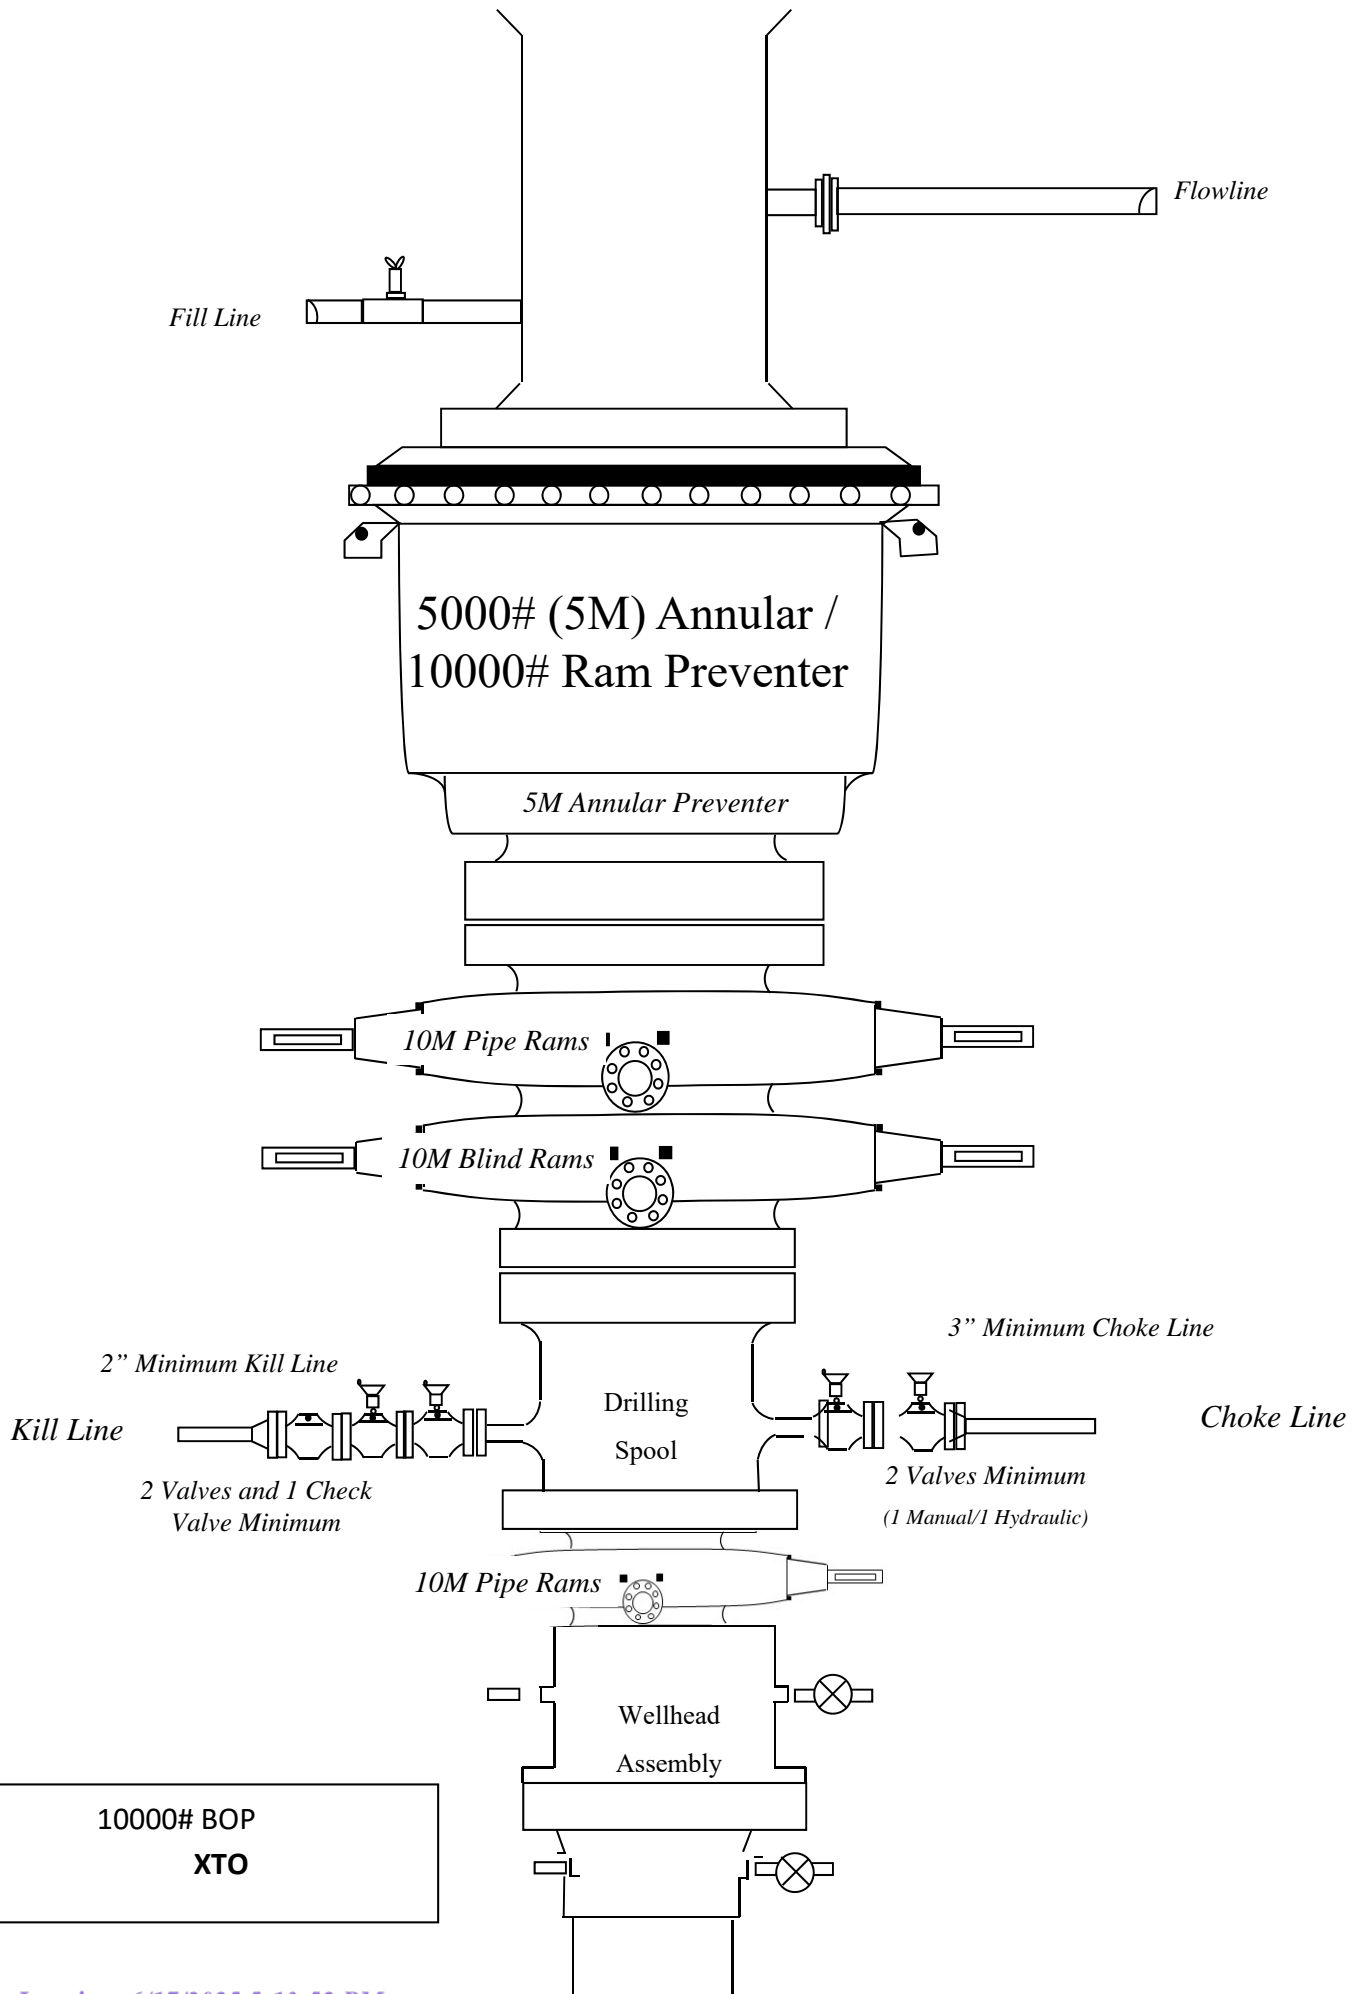 Flowline
Fill Line
5000# (5M) Annular /
10000# Ram Preventer
5M Annular Preventer
10M Pipe Rams
10M Blind Rams
3” Minimum Choke Line
2” Minimum Kill Line
Drilling
Spool
Kill Line
Choke Line
2 Valves and 1 Check
Valve Minimum
2 Valves Minimum
(1 Manual/1 Hydraulic)
10M Pipe Rams
Wellhead
Assembly
10000# BOP
XTO